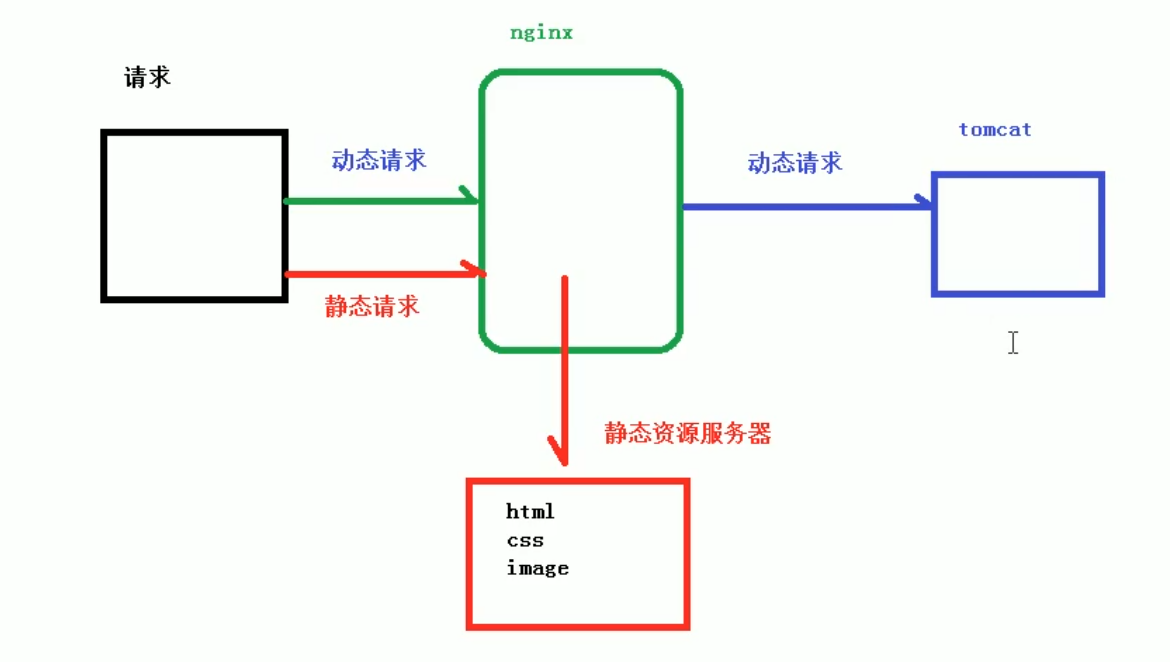 nginx
请求
tomcat
动态请求
动态请求
静态请求
静态资源服务器
html
css
image